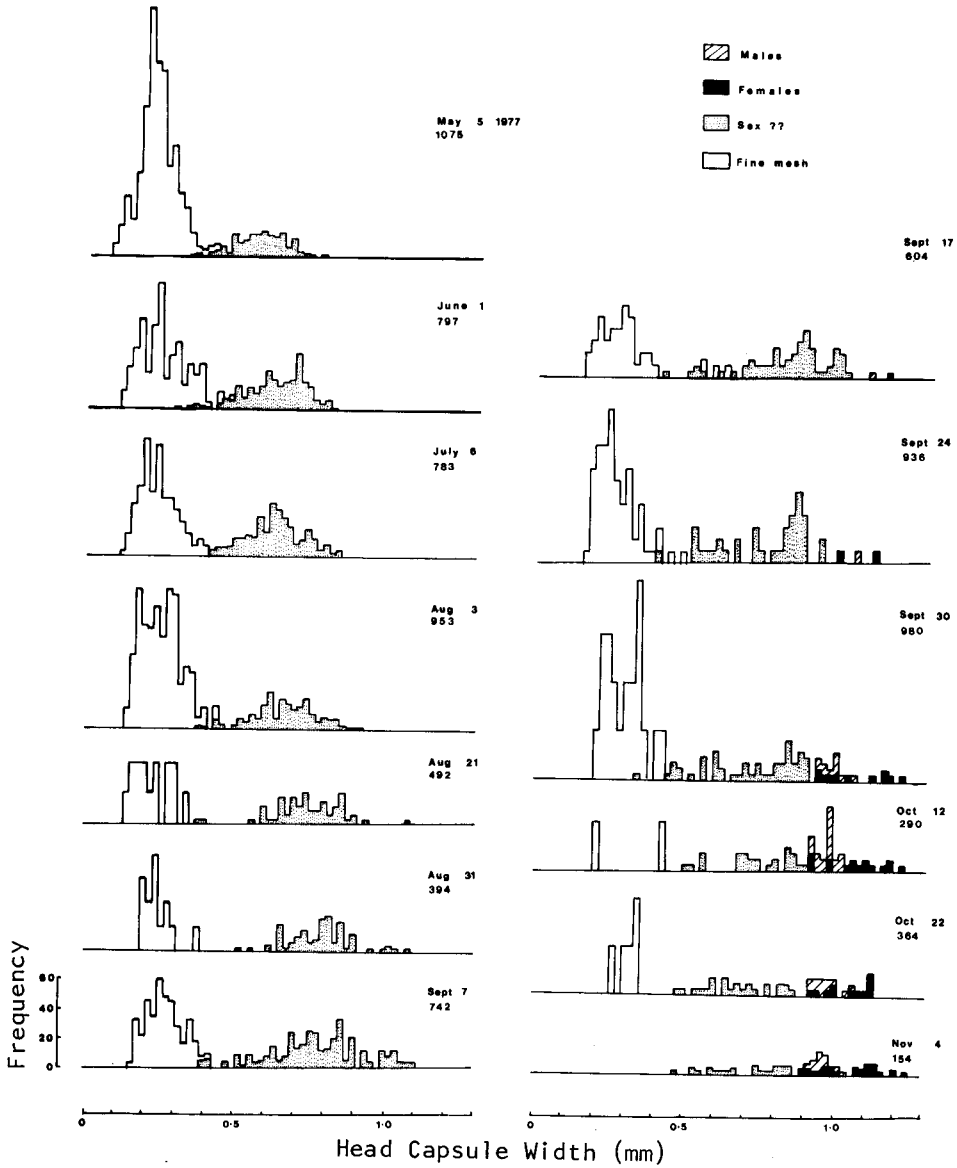 Males
Females
Sex ??
Fine mesh
May 5 1977
1075
June 1
797
July 6
783
Aug 3
953
Aug 21
492
Aug 31
394
Sept 7
742
Sept 17
604
Sept 24
936
Sept 30
980
Oct 12
290
Oct 22
364
Nov 4
154
Frequency
60
40
20
0
0
0·5
1·0
0
0·5
1·0
Head Capsule Width (mm)